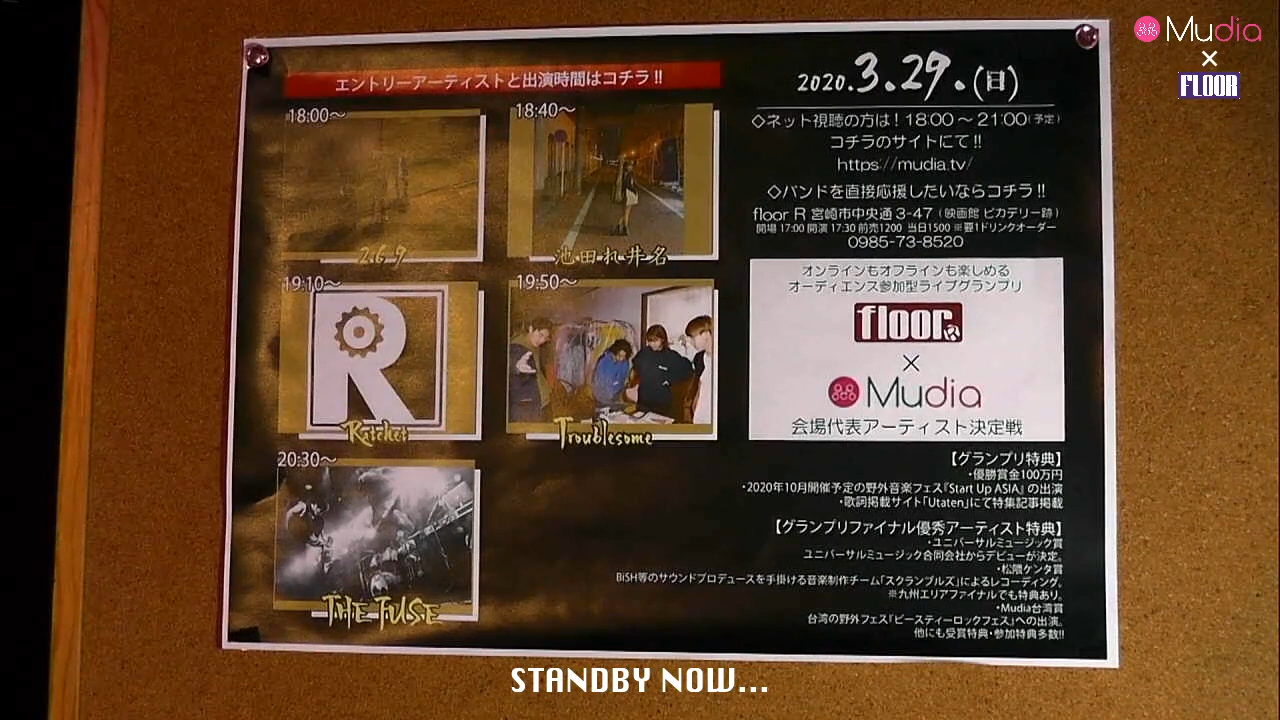 エントリーアーティストと出演時間はコチラ!!
18:00〜
269
18:40〜
池田れ井名
19:10〜
R
Ratchet
19:50〜
Troublesome
20:30〜
THE FUSE
2020.3.29.(日)
◇ネット視聴の方は！18:00 〜 21:00(予定)
コチラのサイトにて!!
https://mudia.tv/
◇バンドを直接応援したいならコチラ!!
floor R 宮崎市中央通 3-47 (映画館 ピカデリー跡)
開場 17:00 開演 17:30 前売1200 当日1500 ※要1ドリンクオーダー
0985-73-8520
オンラインもオフラインも楽しめる
オーディエンス参加型ライブグランプリ
floor R
×
Mudia
会場代表アーティスト決定戦
【グランプリ特典】
・優勝賞金100万円
・2020年10月開催予定の野外音楽フェス『Start Up ASIA』の出演
・歌詞掲載サイト「Utaten」にて特集記事掲載
【グランプリファイナル優秀アーティスト特典】
・ユニバーサルミュージック賞
ユニバーサルミュージック合同会社からデビューが決定。
・松隈ケンタ賞
BiSH等のサウンドプロデュースを手掛ける音楽制作チーム「スクランブルズ」によるレコーディング。
※九州エリアファイナルでも特典あり。
・Mudia台湾賞
台湾の野外フェス『ビースティーロックフェス』への出演。
他にも受賞特典・参加特典多数!!
Mudia
×
FLOOR
STANDBY NOW...